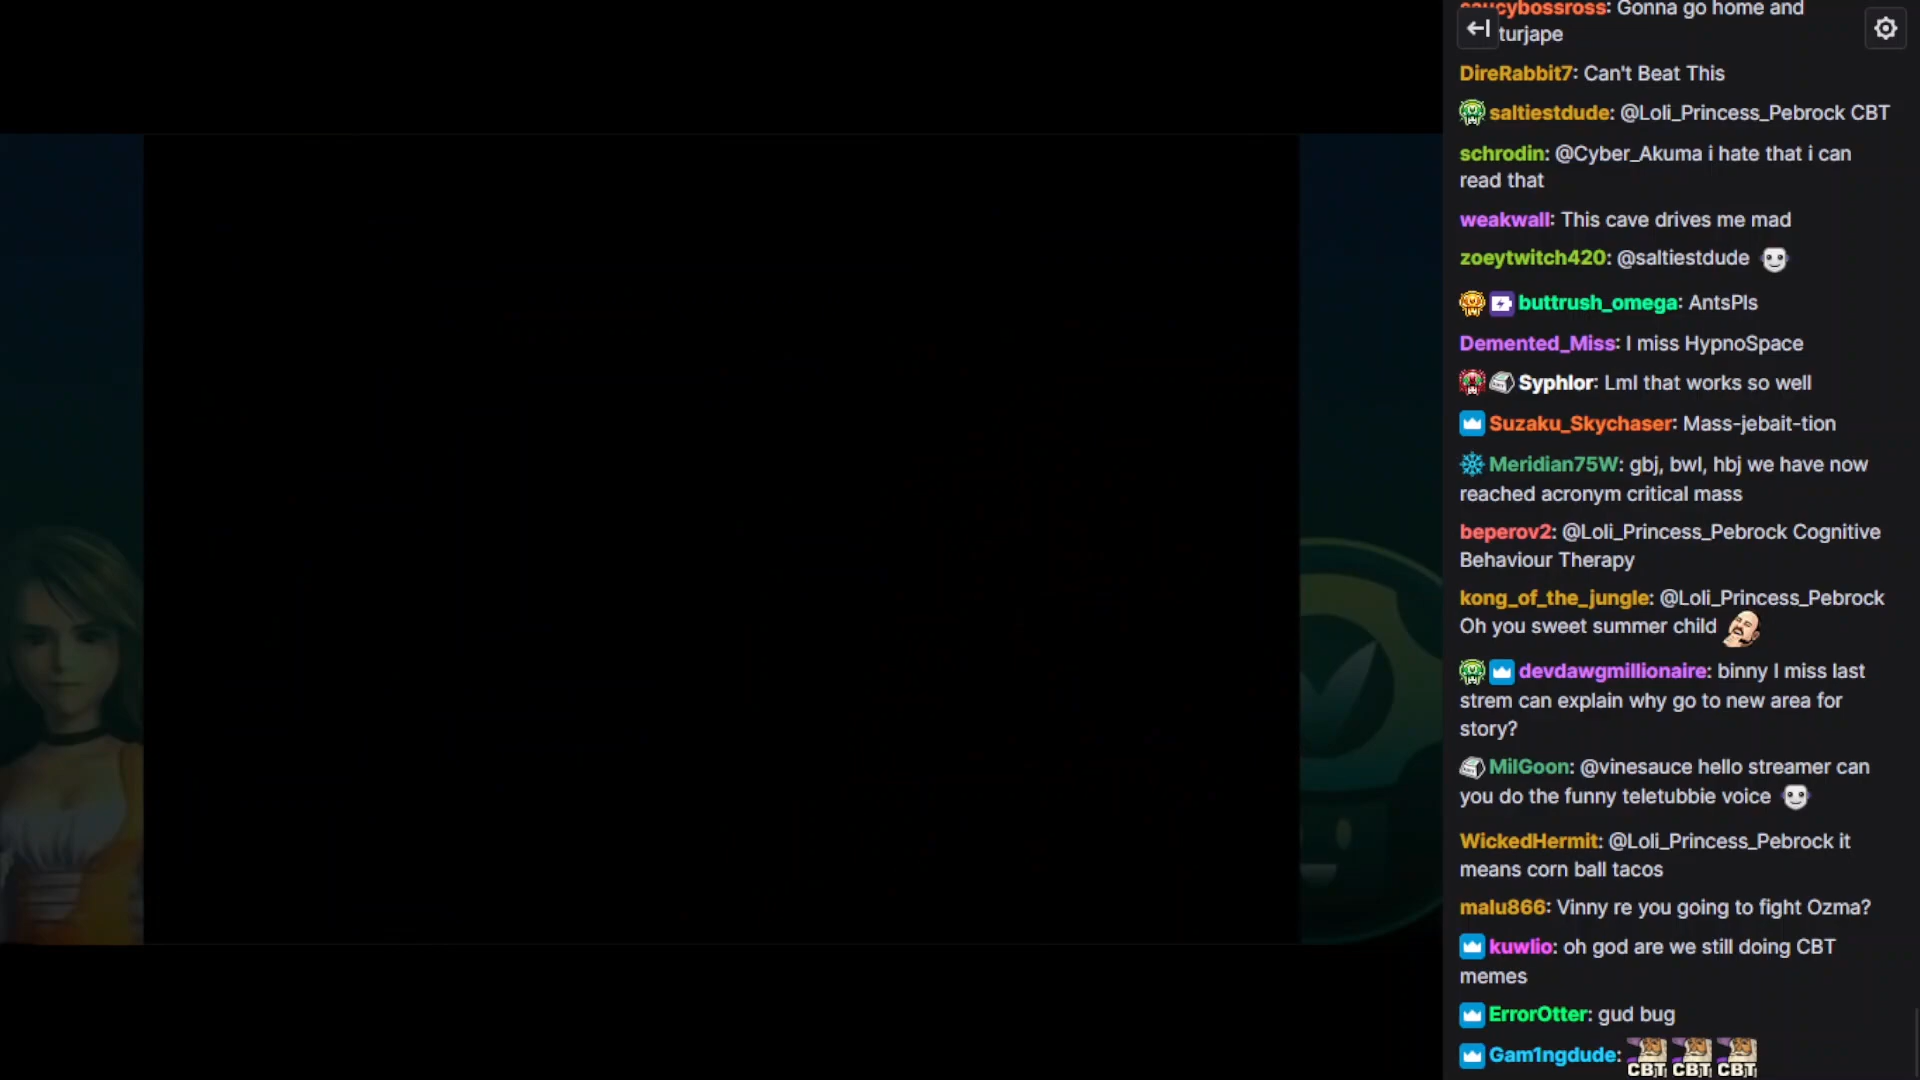 saucybossross: Gonna go home and
turjape
DireRabbit7: Can't Beat This
saltiestdude: @Loli_Princess_Pebrock CBT
schrodin: @Cyber_Akuma i hate that i can
read that
weakwall: This cave drives me mad
zoeytwitch420: @saltiestdude
buttrush_omega: AntsPls
Demented_Miss: I miss HypnoSpace
Syphlor: Lml that works so well
Suzaku_Skychaser: Mass-jebait-tion
Meridian75W: gbj, bwl, hbj we have now
reached acronym critical mass
beperov2: @Loli_Princess_Pebrock Cognitive
Behaviour Therapy
kong_of_the_jungle: @Loli_Princess_Pebrock
Oh you sweet summer child
devdawgmillionaire: binny I miss last
strem can explain why go to new area for
story?
MilGoon: @vinesauce hello streamer can
you do the funny teletubbie voice
WickedHermit: @Loli_Princess_Pebrock it
means corn ball tacos
malu866: Vinny re you going to fight Ozma?
kuwlio: oh god are we still doing CBT
memes
ErrorOtter: gud bug
Gam1ngdude: CBT CBT CBT